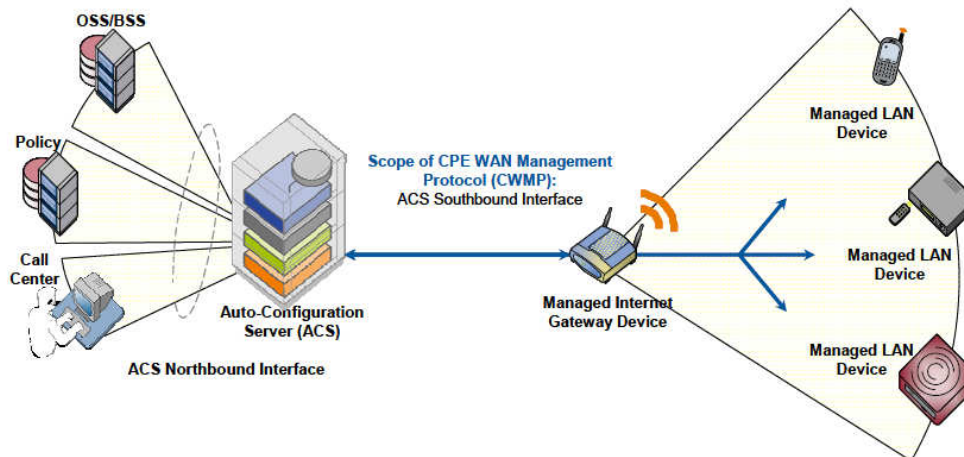 OSS/BSS
Policy
Call
Center
ACS Northbound Interface
Auto-Configuration
Server (ACS)
Scope of CPE WAN Management
Protocol (CWMP):
ACS Southbound Interface
Managed Internet
Gateway Device
Managed LAN
Device
Managed LAN
Device
Managed LAN
Device